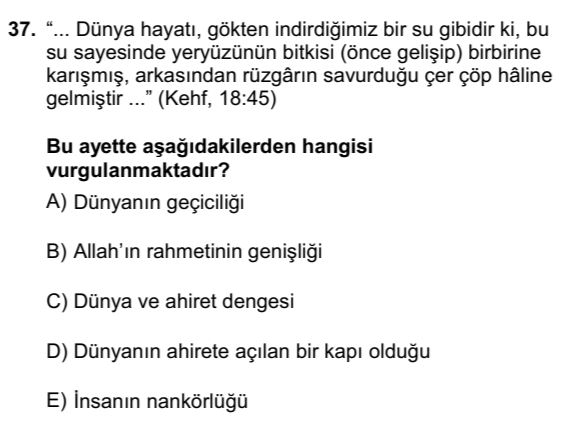 37. “... Dünya hayatı, gökten indirdiğimiz bir su gibidir ki, bu
su sayesinde yeryüzünün bitkisi (önce gelişip) birbirine
karışmış, arkasından rüzgârın savurduğu çer çöp hâline
gelmiştir ...” (Kehf, 18:45)
Bu ayette aşağıdakilerden hangisi
vurgulanmaktadır?
A) Dünyanın geçiciliği
B) Allah’ın rahmetinin genişliği
C) Dünya ve ahiret dengesi
D) Dünyanın ahirete açılan bir kapı olduğu
E) İnsanın nankörlüğü